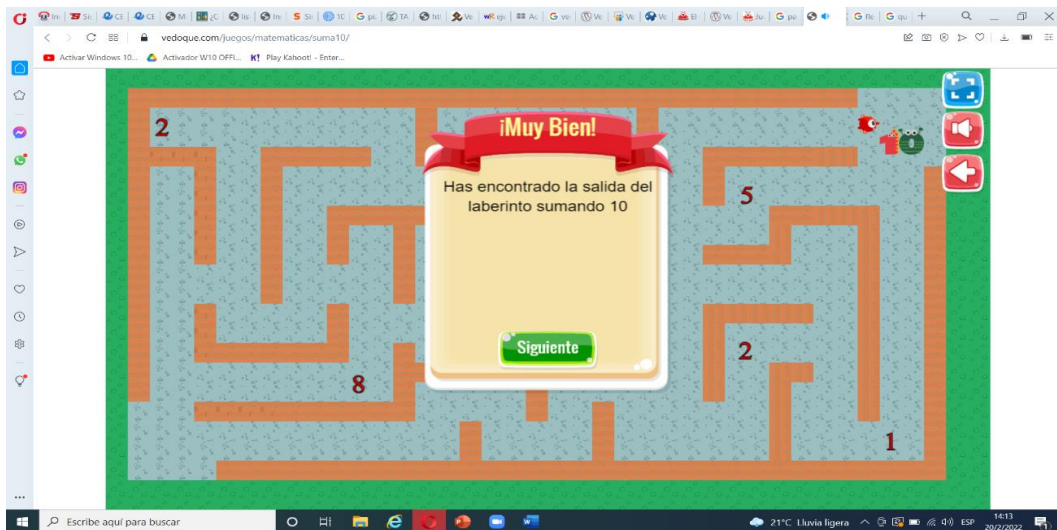 vedoque.com/juegos/matematicas/suma10/
Activar Windows 10... Activador W10 OFFI... K! Play Kahoot! - Enter...
2
10
¡Muy Bien!
Has encontrado la salida del
laberinto sumando 10
5
2
Siguiente
8
1
Escribe aquí para buscar
21°C Lluvia ligera
ESP
14:13
20/2/2022